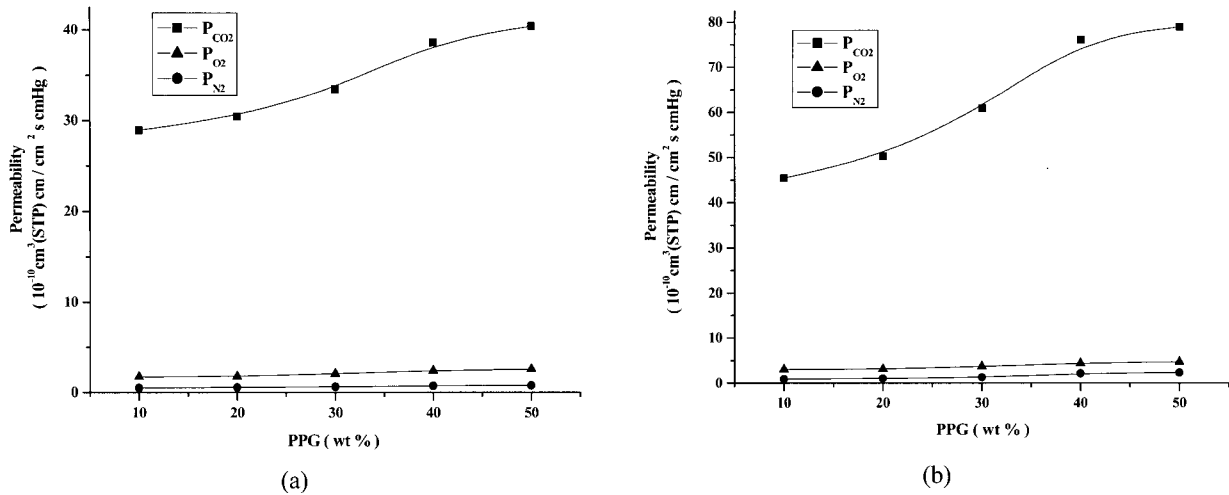 40
30
20
10
0
P_CO2
P_O2
P_N2
Permeability
( 10^-10 cm^3(STP) cm / cm^2 s cmHg )
10 20 30 40 50
PPG ( wt % )
(a)
80
70
60
50
40
30
20
10
5
0
P_CO2
P_O2
P_N2
Permeability
( 10^-10 cm^3(STP) cm / cm^2 s cmHg )
10 20 30 40 50
PPG ( wt % )
(b)